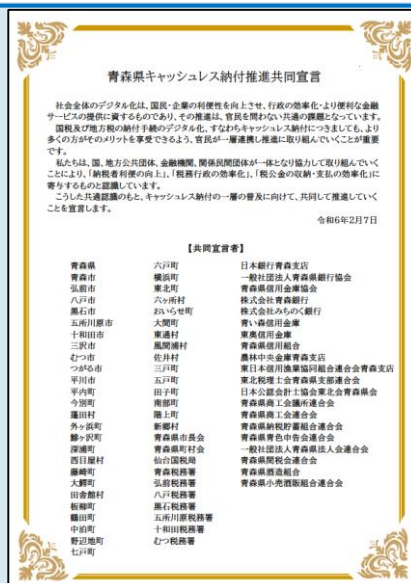 青森県キャッシュレス納付推進共同宣言
社会全体のデジタル化は、国民・企業の利便性を向上させ、行政の効率化・より便利な金融
サービスの提供に資するものであり、その推進は、官民を問わない共通の課題となっています。
国税及び地方税の納付手続のデジタル化、すなわちキャッシュレス納付につきましても、より
多くの方がそのメリットを享受できるよう、官民が一層連携し推進に取り組んでいくことが重要
です。
私たちは、国、地方公共団体、金融機関、関係民間団体が一体となり協力して取り組んでいく
ことにより、「納税者利便の向上」、「税務行政の効率化」、「税公金の収納・支払の効率化」に
寄与するものと認識しています。
こうした共通認識のもと、キャッシュレス納付の一層の普及に向けて、共同して推進していく
ことを宣言します。
令和6年2月7日
【共同宣言者】
青森県 六戸町 日本銀行青森支店
青森市 横浜町 一般社団法人青森県銀行協会
弘前市 東北町 青森県信用金庫協会
八戸市 六ヶ所村 株式会社青森銀行
黒石市 おいらせ町 株式会社みちのく銀行
五所川原市 大間町 青い森信用金庫
十和田市 東通村 東奥信用金庫
三沢市 風間浦村 青森県信用組合
むつ市 佐井村 農林中央金庫青森支店
つがる市 三戸町 東日本信用漁業協同組合連合会青森支店
平川市 五戸町 東北税理士会青森県支部連合会
平内町 田子町 日本公認会計士協会東北会青森県会
今別町 南部町 青森県商工会議所連合会
蓬田村 階上町 青森県商工会連合会
外ヶ浜町 新郷村 青森県納税貯蓄組合連合会
鰺ヶ沢町 青森県市長会 青森県青色申告会連合会
深浦町 青森県町村会 一般社団法人青森県法人会連合会
西目屋村 仙台国税局 青森県間税会連合会
藤崎町 青森税務署 青森県酒造組合
大鰐町 弘前税務署 青森県小売酒販組合連合会
田舎館村 八戸税務署
板柳町 黒石税務署
鶴田町 五所川原税務署
中泊町 十和田税務署
野辺地町 むつ税務署
七戸町